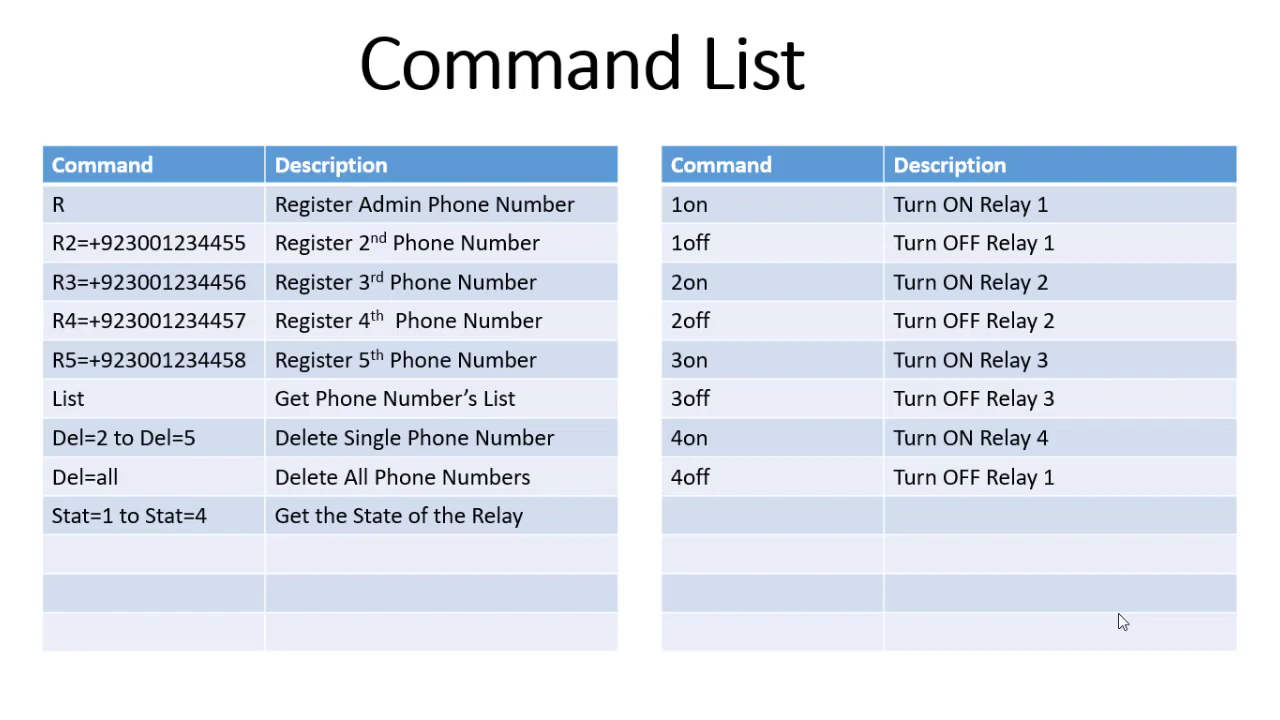 Command List
Command Description
R Register Admin Phone Number
R2=+923001234455 Register 2nd Phone Number
R3=+923001234456 Register 3rd Phone Number
R4=+923001234457 Register 4th Phone Number
R5=+923001234458 Register 5th Phone Number
List Get Phone Number’s List
Del=2 to Del=5 Delete Single Phone Number
Del=all Delete All Phone Numbers
Stat=1 to Stat=4 Get the State of the Relay
Command Description
1on Turn ON Relay 1
1off Turn OFF Relay 1
2on Turn ON Relay 2
2off Turn OFF Relay 2
3on Turn ON Relay 3
3off Turn OFF Relay 3
4on Turn ON Relay 4
4off Turn OFF Relay 1